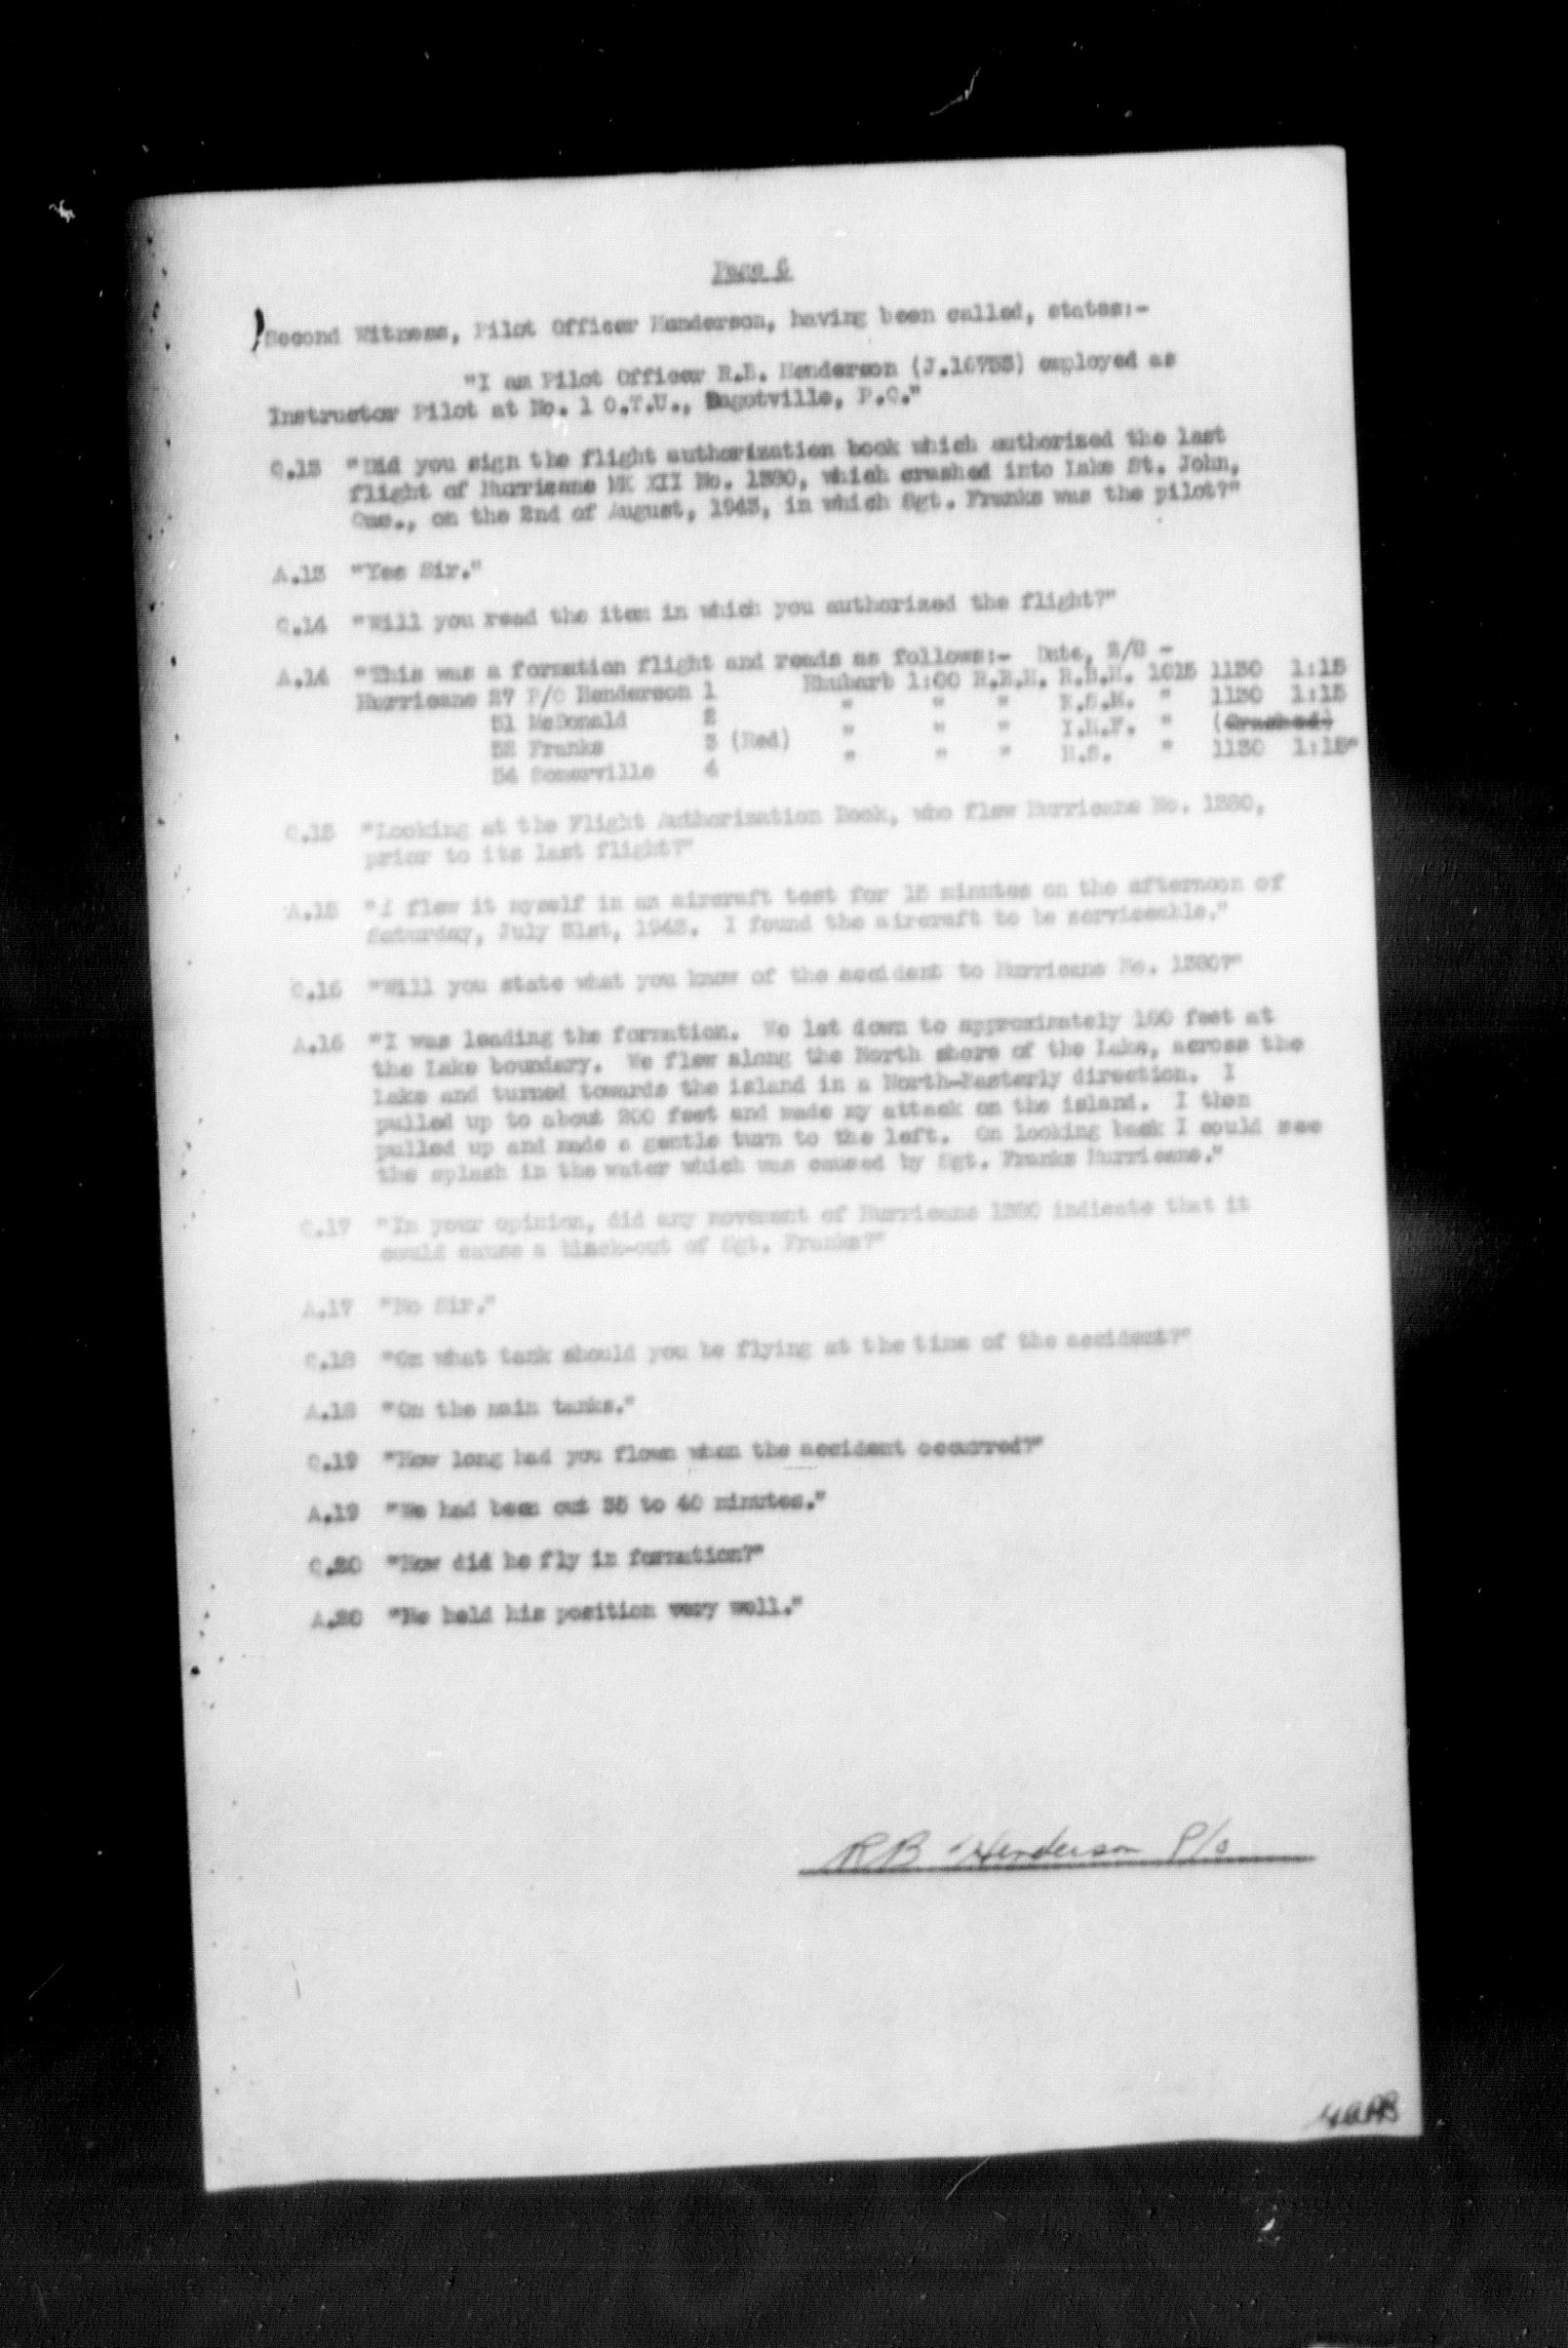 Page 6
Second Witness, Pilot Officer Henderson, having been called, states:-
"I am Pilot Officer R.B. Henderson (J.16753) employed as
Instructor Pilot at No. 1 O.T.U., Bagotville, P.Q."
Q.13 "Did you sign the flight authorization book which authorized the last
flight of Hurricane MK XII No. 1380, which crashed into Lake St. John,
Que., on the 2nd of August, 1943, in which Sgt. Franks was the pilot?"
A.13 "Yes Sir."
Q.14 "Will you read the item in which you authorized the flight?"
A.14 "This was a formation flight and reads as follows:- Date, 2/8 -
Hurricane 27 P/O Henderson 1 Rhubarb 1:00 R.B.H. R.B.H. 1015 1130 1:15
51 McDonald 2 " " " " 1130 1:15
52 Franks 3 (Red) " " " " (Crashed)
54 Somerville 4 " " " H.S. " 1130 1:15"
Q.15 "Looking at the Flight Authorization Book, who flew Hurricane No. 1380,
prior to its last flight?"
A.15 "I flew it myself in an aircraft test for 15 minutes on the afternoon of
Saturday, July 31st, 1943. I found the aircraft to be serviceable."
Q.16 "Will you state what you know of the accident to Hurricane No. 1380?"
A.16 "I was leading the formation. We let down to approximately 100 feet at
the Lake boundary. We flew along the North shore of the Lake, across the
Lake and turned towards the island in a North-Easterly direction. I
pulled up to about 200 feet and made my attack on the island. I then
pulled up and made a gentle turn to the left. On looking back I could see
the splash in the water which was caused by Sgt. Franks Hurricane."
Q.17 "In your opinion, did any movement of Hurricane 1380 indicate that it
could cause a black-out of Sgt. Franks?"
A.17 "No Sir."
Q.18 "On what tank should you be flying at the time of the accident?"
A.18 "On the main tanks."
Q.19 "How long had you flown when the accident occurred?"
A.19 "We had been out 35 to 40 minutes."
Q.20 "How did he fly in formation?"
A.20 "He held his position very well."
RB Henderson P/O